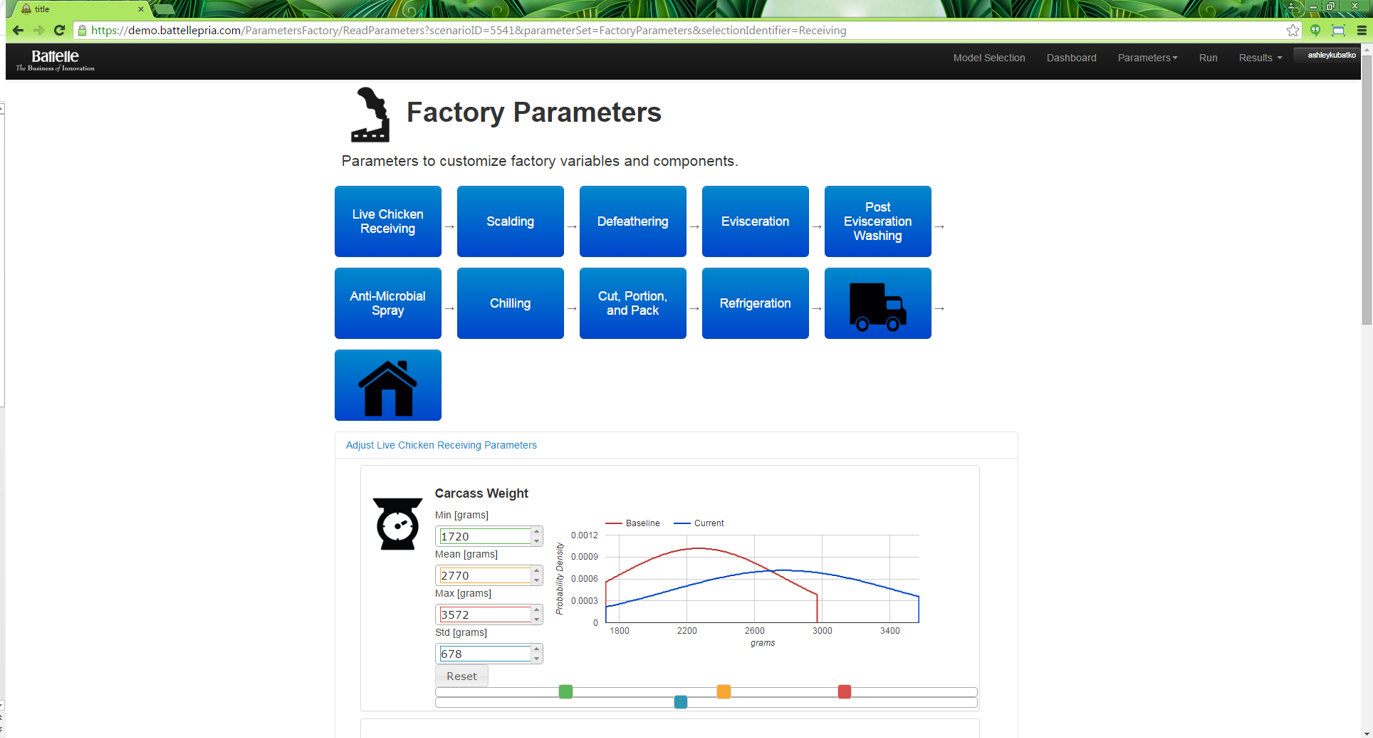 title
https://demo.battellepria.com/ParametersFactory/ReadParameters?scenarioID=5541&parameterSet=FactoryParameters&selectionIdentifier=Receiving
Battelle
The Business of Innovation
Model Selection Dashboard Parameters Run Results ashleykubatko
Factory Parameters
Parameters to customize factory variables and components.
Live Chicken
Receiving
Scalding
Defeathering
Evisceration
Post
Evisceration
Washing
Anti-Microbial
Spray
Chilling
Cut, Portion,
and Pack
Refrigeration
Adjust Live Chicken Receiving Parameters
Carcass Weight
Min [grams]
1720
Mean [grams]
2770
Max [grams]
3572
Std [grams]
678
Reset
Baseline Current
Probability Density
0.0012
0.0009
0.0006
0.0003
0
1800 2200 2600 3000 3400
grams